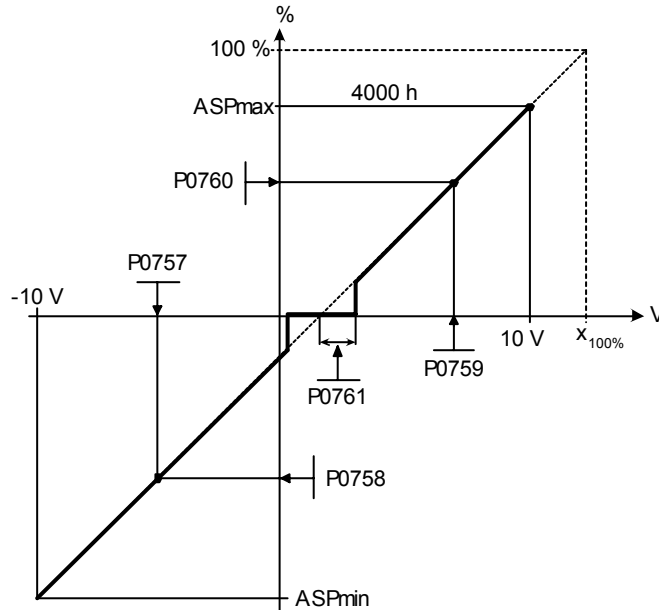 %
100 %
ASPmax
4000 h
P0760
P0757
-10 V
V
10 V
x100%
P0759
P0761
P0758
ASPmin